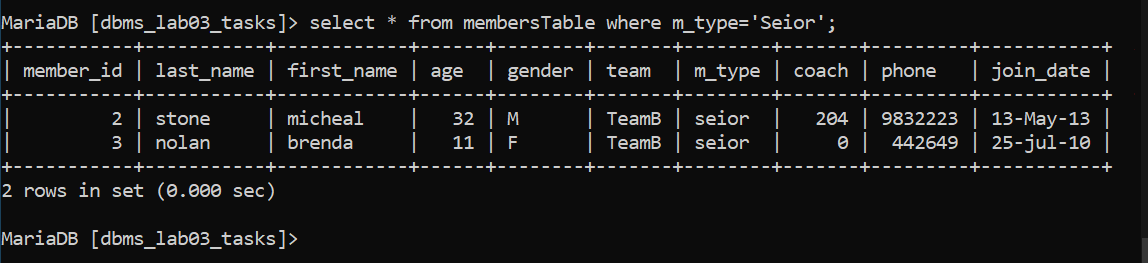 MariaDB [dbms_lab03_tasks]> select * from membersTable where m_type='Seior';
+-----------+-----------+------------+------+--------+-------+--------+-------+---------+-----------+
| member_id | last_name | first_name | age  | gender | team  | m_type | coach | phone   | join_date |
+-----------+-----------+------------+------+--------+-------+--------+-------+---------+-----------+
|         2 | stone     | micheal    |   32 | M      | TeamB | seior  |   204 | 9832223 | 13-May-13 |
|         3 | nolan     | brenda     |   11 | F      | TeamB | seior  |     0 |  442649 | 25-jul-10 |
+-----------+-----------+------------+------+--------+-------+--------+-------+---------+-----------+
2 rows in set (0.000 sec)
MariaDB [dbms_lab03_tasks]>